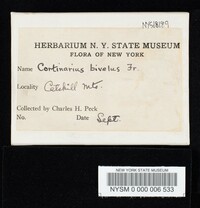 HERBARIUM N. Y. STATE MUSEUM
FLORA OF NEW YORK
Name Cortinarius bivelus Fr.
Locality Catskill Mts.
Collected by Charles H. Peck
No. Date Sept.
NEW YORK STATE MUSEUM
NYSM 0 000 006 533